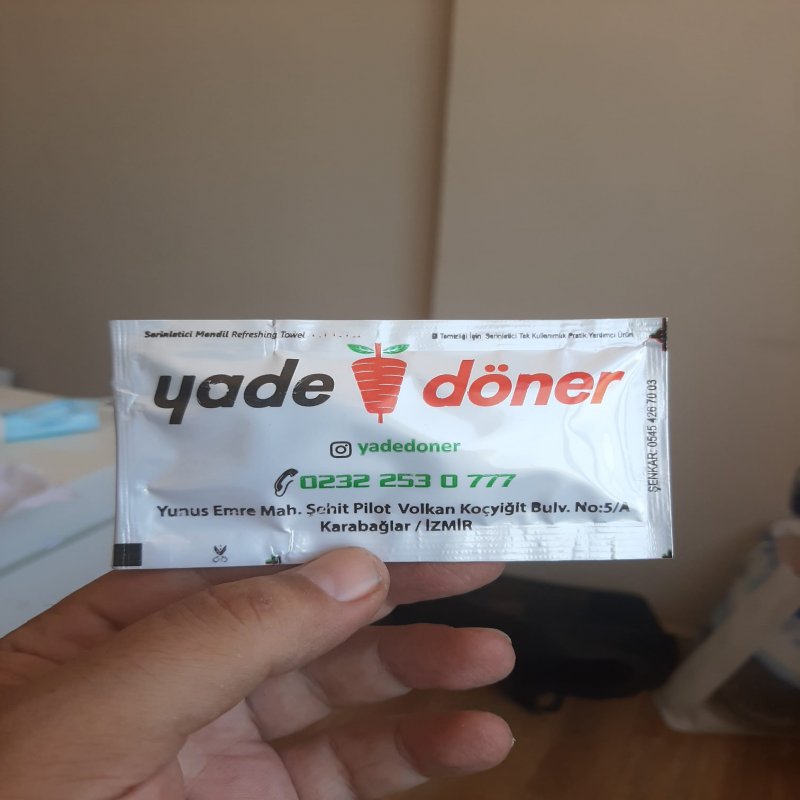 Serinletici Mendil Refreshing Towel
Temizliği İçin Serinletici Tek Kullanımlık Pratik Yardımcı Ürün
yade döner
yadedoner
0232 253 0 777
Yunus Emre Mah. Şehit Pilot Volkan Koçyiğit Bulv. No:5/A
Karabağlar / İZMİR
ŞENKAR: 0545 426 70 03